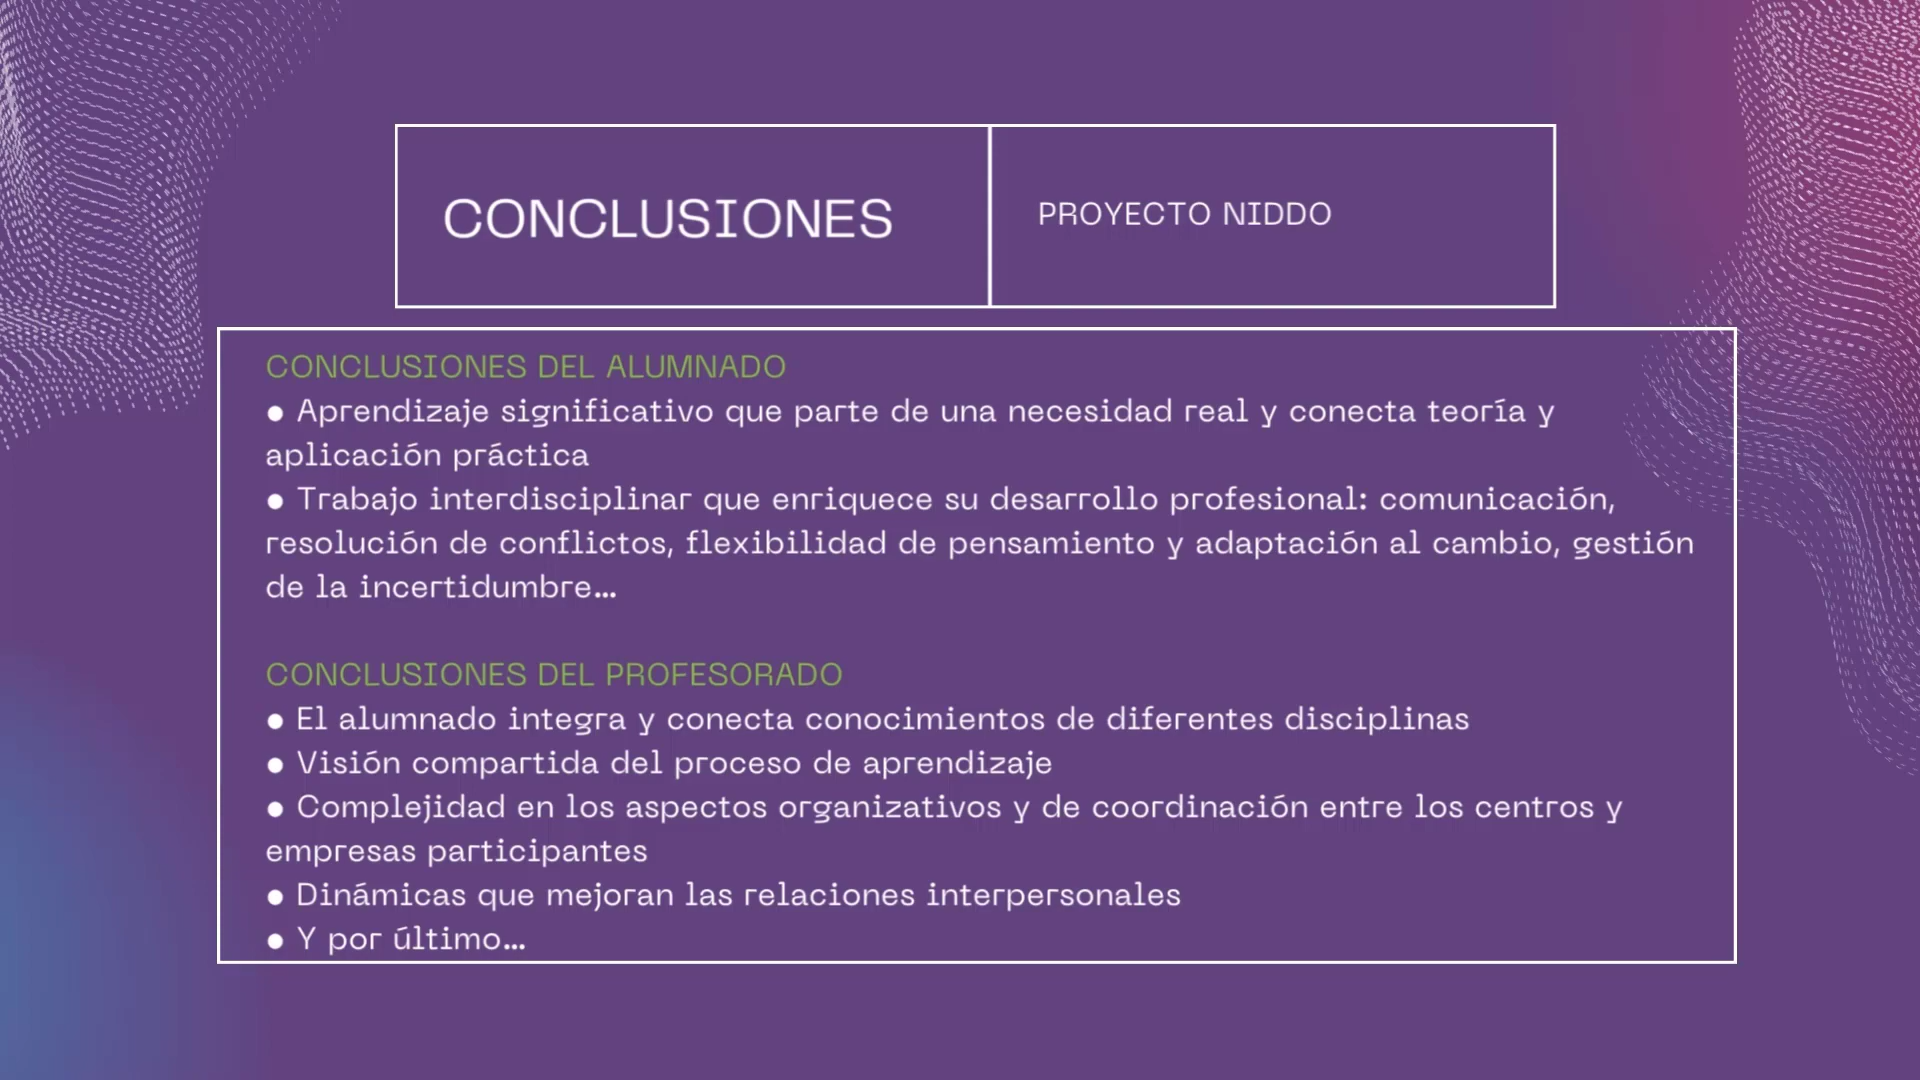 CONCLUSIONES
PROYECTO NIDDO
CONCLUSIONES DEL ALUMNADO
● Aprendizaje significativo que parte de una necesidad real y conecta teoría y
aplicación práctica
● Trabajo interdisciplinar que enriquece su desarrollo profesional: comunicación,
resolución de conflictos, flexibilidad de pensamiento y adaptación al cambio, gestión
de la incertidumbre...
CONCLUSIONES DEL PROFESORADO
● El alumnado integra y conecta conocimientos de diferentes disciplinas
● Visión compartida del proceso de aprendizaje
● Complejidad en los aspectos organizativos y de coordinación entre los centros y
empresas participantes
● Dinámicas que mejoran las relaciones interpersonales
● Y por último...